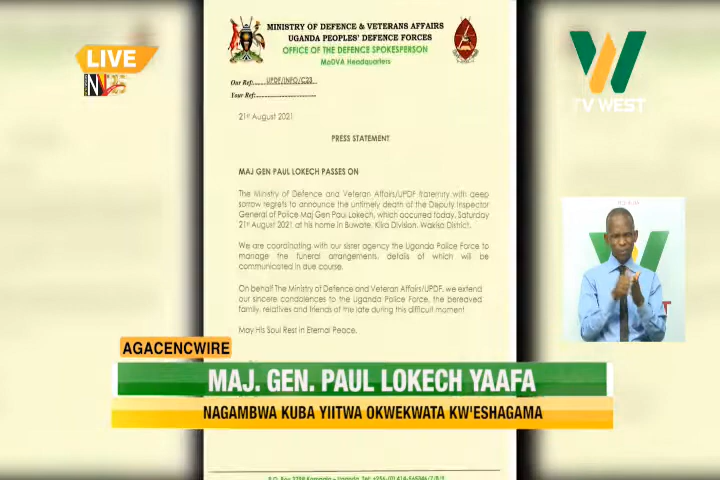 LIVE
TV WEST
MINISTRY OF DEFENCE & VETERANS AFFAIRS
UGANDA PEOPLES' DEFENCE FORCES
OFFICE OF THE DEFENCE SPOKESPERSON
MoDVA Headquarters
Our Ref:....UPDF/INFO/C23
Your Ref:
21st August 2021
PRESS STATEMENT
MAJ GEN PAUL LOKECH PASSES ON
The Ministry of Defence and Veteran Affairs/UPDF fraternity with deep
sorrow regrets to announce the untimely death of the Deputy Inspector
General of Police Maj Gen Paul Lokech, which occurred today, Saturday
21st August 2021 at his home in Buwate, Kira Division, Wakiso District.
We are coordinating with our sister agency the Uganda Police Force to
manage the funeral arrangements, details of which will be
communicated in due course.
On behalf The Ministry of Defence and Veteran Affairs/UPDF, we extend
our sincere condolences to the Uganda Police Force, the bereaved
family, relatives and friends of the late during this difficult moment
May His Soul Rest in Eternal Peace.
AGACENCWIRE
MAJ. GEN. PAUL LOKECH YAAFA
NAGAMBWA KUBA YIITWA OKWEKWATA KW'ESHAGAMA